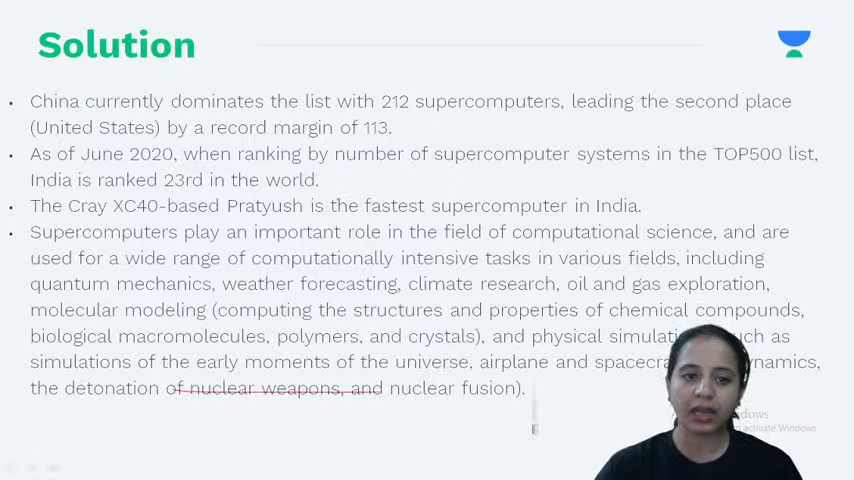 Solution
China currently dominates the list with 212 supercomputers, leading the second place
(United States) by a record margin of 113.
As of June 2020, when ranking by number of supercomputer systems in the TOP500 list,
India is ranked 23rd in the world.
The Cray XC40-based Pratyush is the fastest supercomputer in India.
Supercomputers play an important role in the field of computational science, and are
used for a wide range of computationally intensive tasks in various fields, including
quantum mechanics, weather forecasting, climate research, oil and gas exploration,
molecular modeling (computing the structures and properties of chemical compounds,
biological macromolecules, polymers, and crystals), and physical such as
simulations of the early moments of the universe, airplane and
the detonation of nuclear weapons, and nuclear fusion).
activate Windows